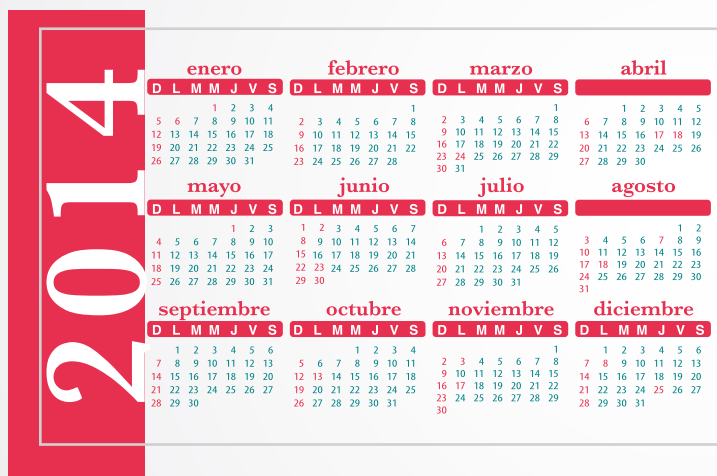 2014
enero
D L M M J V S
1 2 3 4
5 6 7 8 9 10 11
12 13 14 15 16 17 18
19 20 21 22 23 24 25
26 27 28 29 30 31
febrero
D L M M J V S
1
2 3 4 5 6 7 8
9 10 11 12 13 14 15
16 17 18 19 20 21 22
23 24 25 26 27 28
marzo
D L M M J V S
1
2 3 4 5 6 7 8
9 10 11 12 13 14 15
16 17 18 19 20 21 22
23 24 25 26 27 28 29
30 31
abril
1 2 3 4 5
6 7 8 9 10 11 12
13 14 15 16 17 18 19
20 21 22 23 24 25 26
27 28 29 30
mayo
D L M M J V S
1 2 3
4 5 6 7 8 9 10
11 12 13 14 15 16 17
18 19 20 21 22 23 24
25 26 27 28 29 30 31
junio
D L M M J V S
1 2 3 4 5 6 7
8 9 10 11 12 13 14
15 16 17 18 19 20 21
22 23 24 25 26 27 28
29 30
julio
D L M M J V S
1 2 3 4 5
6 7 8 9 10 11 12
13 14 15 16 17 18 19
20 21 22 23 24 25 26
27 28 29 30 31
agosto
1 2
3 4 5 6 7 8 9
10 11 12 13 14 15 16
17 18 19 20 21 22 23
24 25 26 27 28 29 30
31
septiembre
D L M M J V S
1 2 3 4 5 6
7 8 9 10 11 12 13
14 15 16 17 18 19 20
21 22 23 24 25 26 27
28 29 30
octubre
D L M M J V S
1 2 3 4
5 6 7 8 9 10 11
12 13 14 15 16 17 18
19 20 21 22 23 24 25
26 27 28 29 30 31
noviembre
D L M M J V S
1
2 3 4 5 6 7 8
9 10 11 12 13 14 15
16 17 18 19 20 21 22
23 24 25 26 27 28 29
30
diciembre
D L M M J V S
1 2 3 4 5 6
7 8 9 10 11 12 13
14 15 16 17 18 19 20
21 22 23 24 25 26 27
28 29 30 31